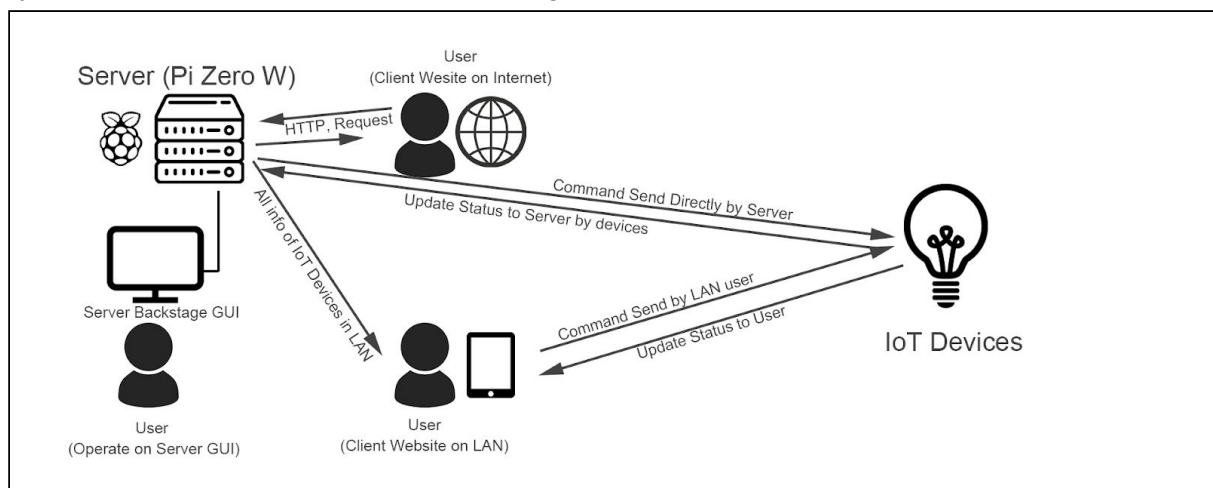 User
(Client Wesite on Internet)
Server (Pi Zero W)
HTTP, Request
Command Send Directly by Server
Update Status to Server by devices
All info of IoT Devices in LAN
Server Backstage GUI
Command Send by LAN user
Update Status to User
IoT Devices
User
(Operate on Server GUI)
User
(Client Website on LAN)